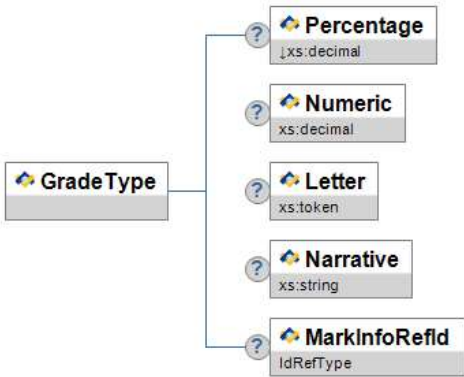 ? Percentage
↓xs:decimal
? Numeric
xs:decimal
GradeType
? Letter
xs:token
? Narrative
xs:string
? MarkInfoRefId
IdRefType